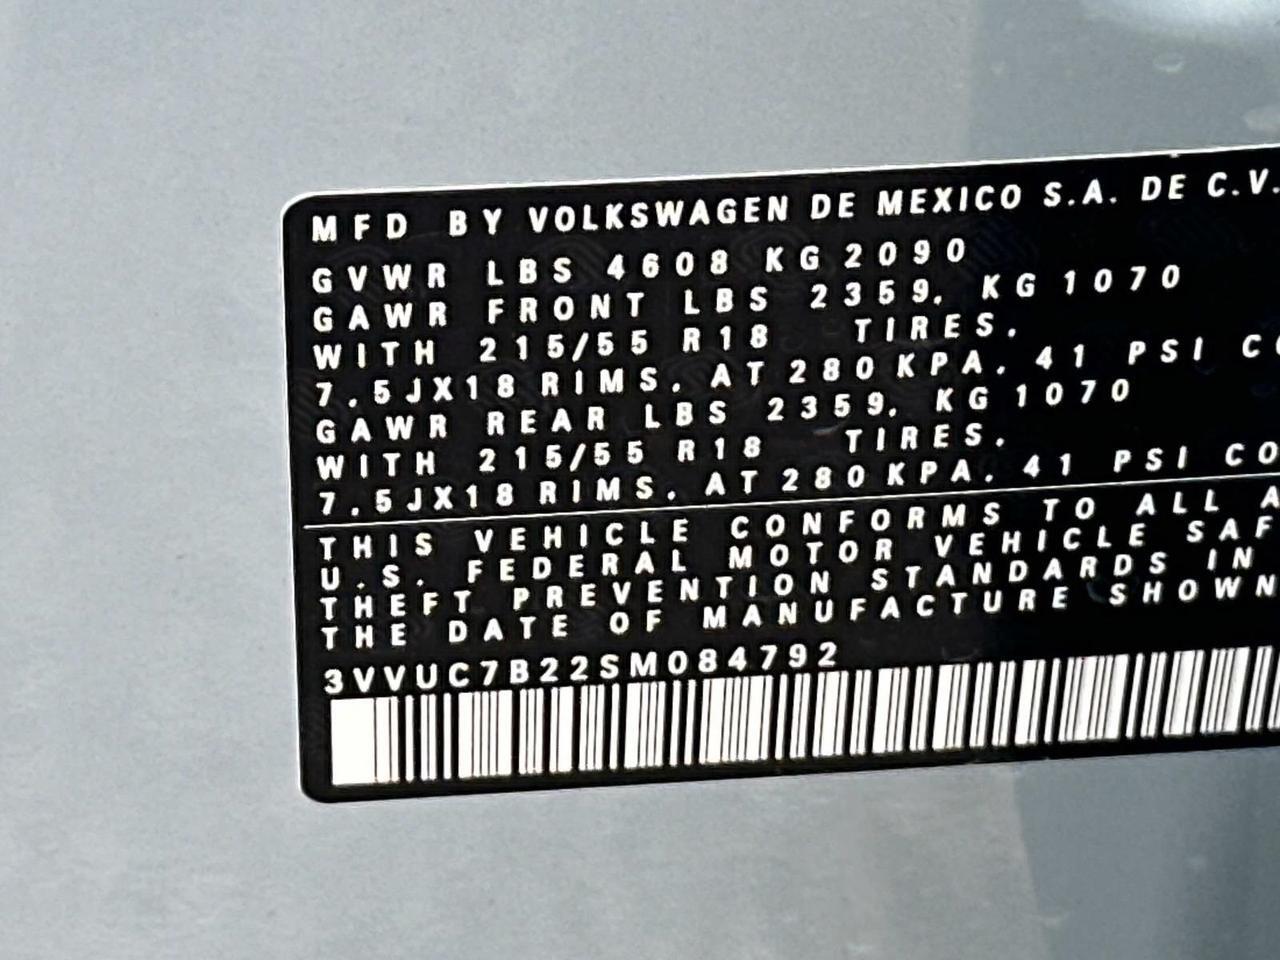 MFD BY VOLKSWAGEN DE MEXICO S.A. DE C.V.
GVWR LBS 4608 KG 2090
GAWR FRONT LBS 2359. KG 1070
WITH 215/55 R18 TIRES.
7.5JX18 RIMS. AT 280 KPA. 41 PSI
GAWR REAR LBS 2359. KG 1070
WITH 215/55 R18 TIRES.
7.5JX18 RIMS. AT 280 KPA. 41 PSI
THIS VEHICLE CONFORMS TO ALL
U.S. FEDERAL MOTOR VEHICLE
THEFT PREVENTION STANDARDS IN
THE DATE OF MANUFACTURE SHOWN
3VVUC7B22SM084792